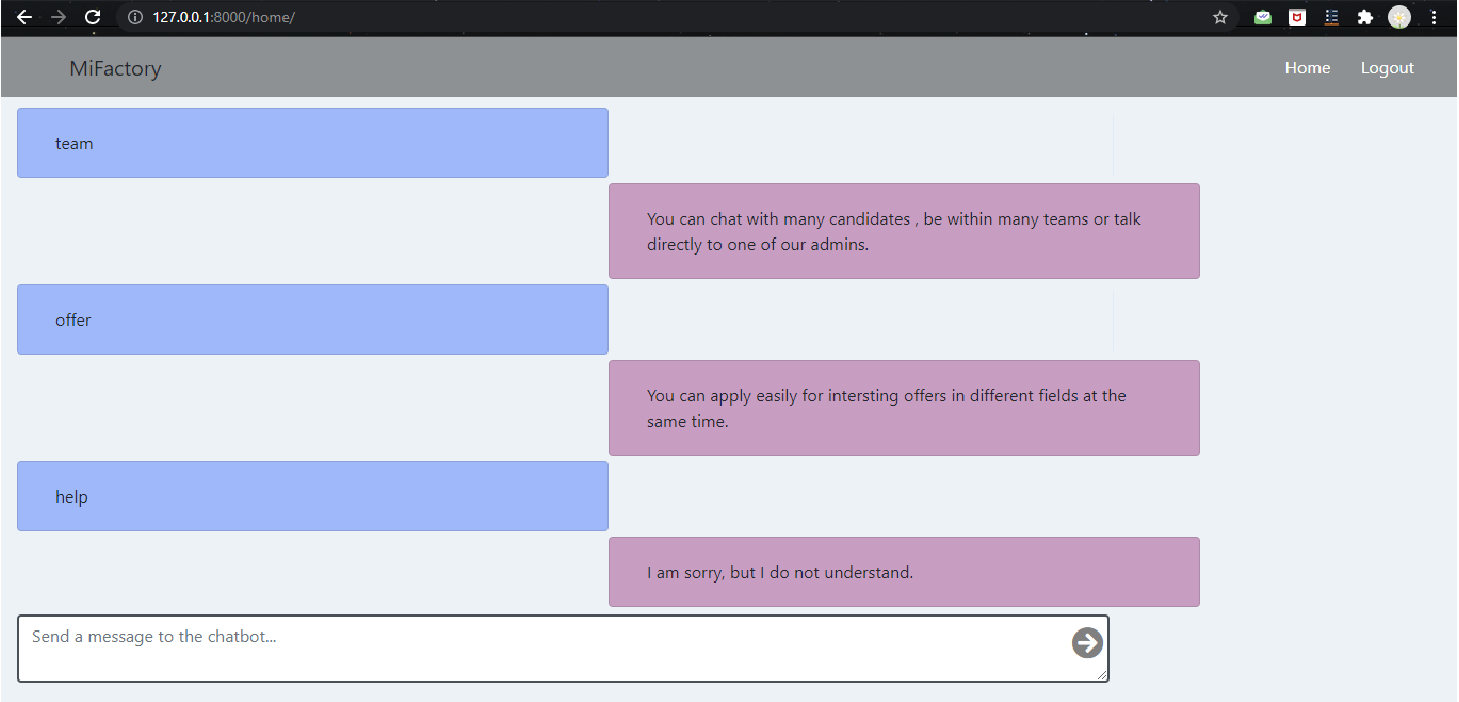 127.0.0.1:8000/home/
MiFactory
Home
Logout
team
You can chat with many candidates , be within many teams or talk
directly to one of our admins.
offer
You can apply easily for intersting offers in different fields at the
same time.
help
I am sorry, but I do not understand.
Send a message to the chatbot...